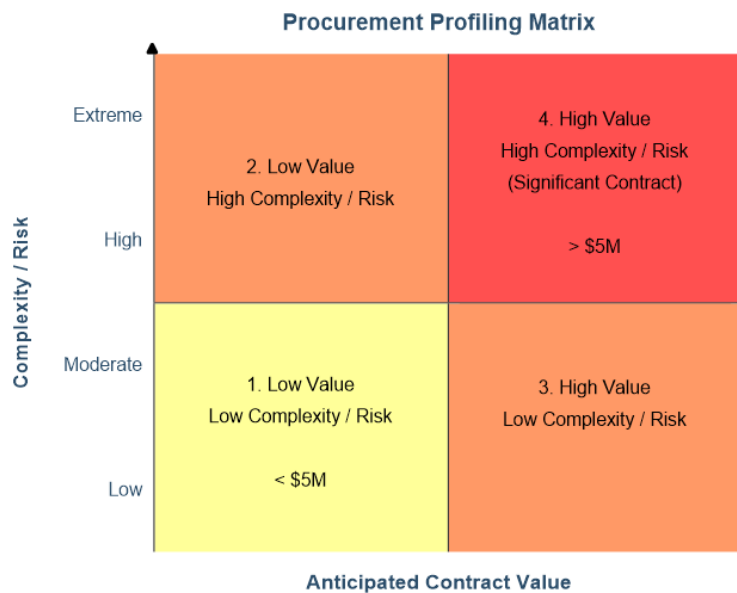 Procurement Profiling Matrix
Complexity / Risk
Extreme
High
Moderate
Low
2. Low Value
High Complexity / Risk
4. High Value
High Complexity / Risk
(Significant Contract)
> $5M
1. Low Value
Low Complexity / Risk
< $5M
3. High Value
Low Complexity / Risk
Anticipated Contract Value